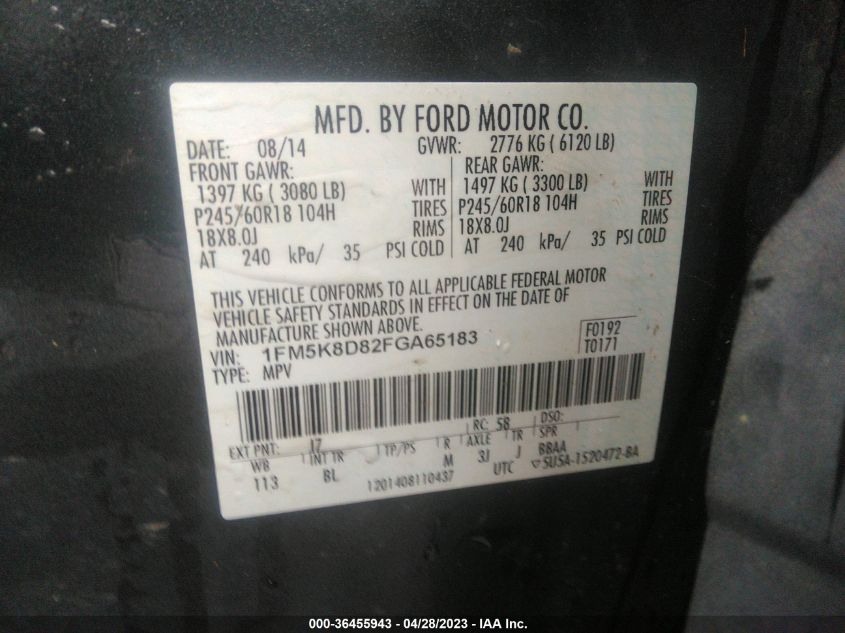 MFD. BY FORD MOTOR CO.
DATE: 08/14 GVWR: 2776 KG ( 6120 LB)
FRONT GAWR: REAR GAWR:
1397 KG ( 3080 LB) WITH 1497 KG ( 3300 LB) WITH
P245/60R18 104H TIRES P245/60R18 104H TIRES
18X8.0J RIMS 18X8.0J RIMS
AT 240 kPa/ 35 PSI COLD AT 240 kPa/ 35 PSI COLD
THIS VEHICLE CONFORMS TO ALL APPLICABLE FEDERAL MOTOR
VEHICLE SAFETY STANDARDS IN EFFECT ON THE DATE OF
MANUFACTURE SHOWN ABOVE.
VIN: 1FM5K8D82FGA65183 F0192
TYPE: MPV T0171
EXT PNT: RC: 58 DSO:
WB INT TR TP/PS R AXLE TR SPR
113 BL M 3J J BBAA
1201408110437 UTC 5U5A-1520472-BA
000-36455943 / 04/28/2023 - IAA Inc.